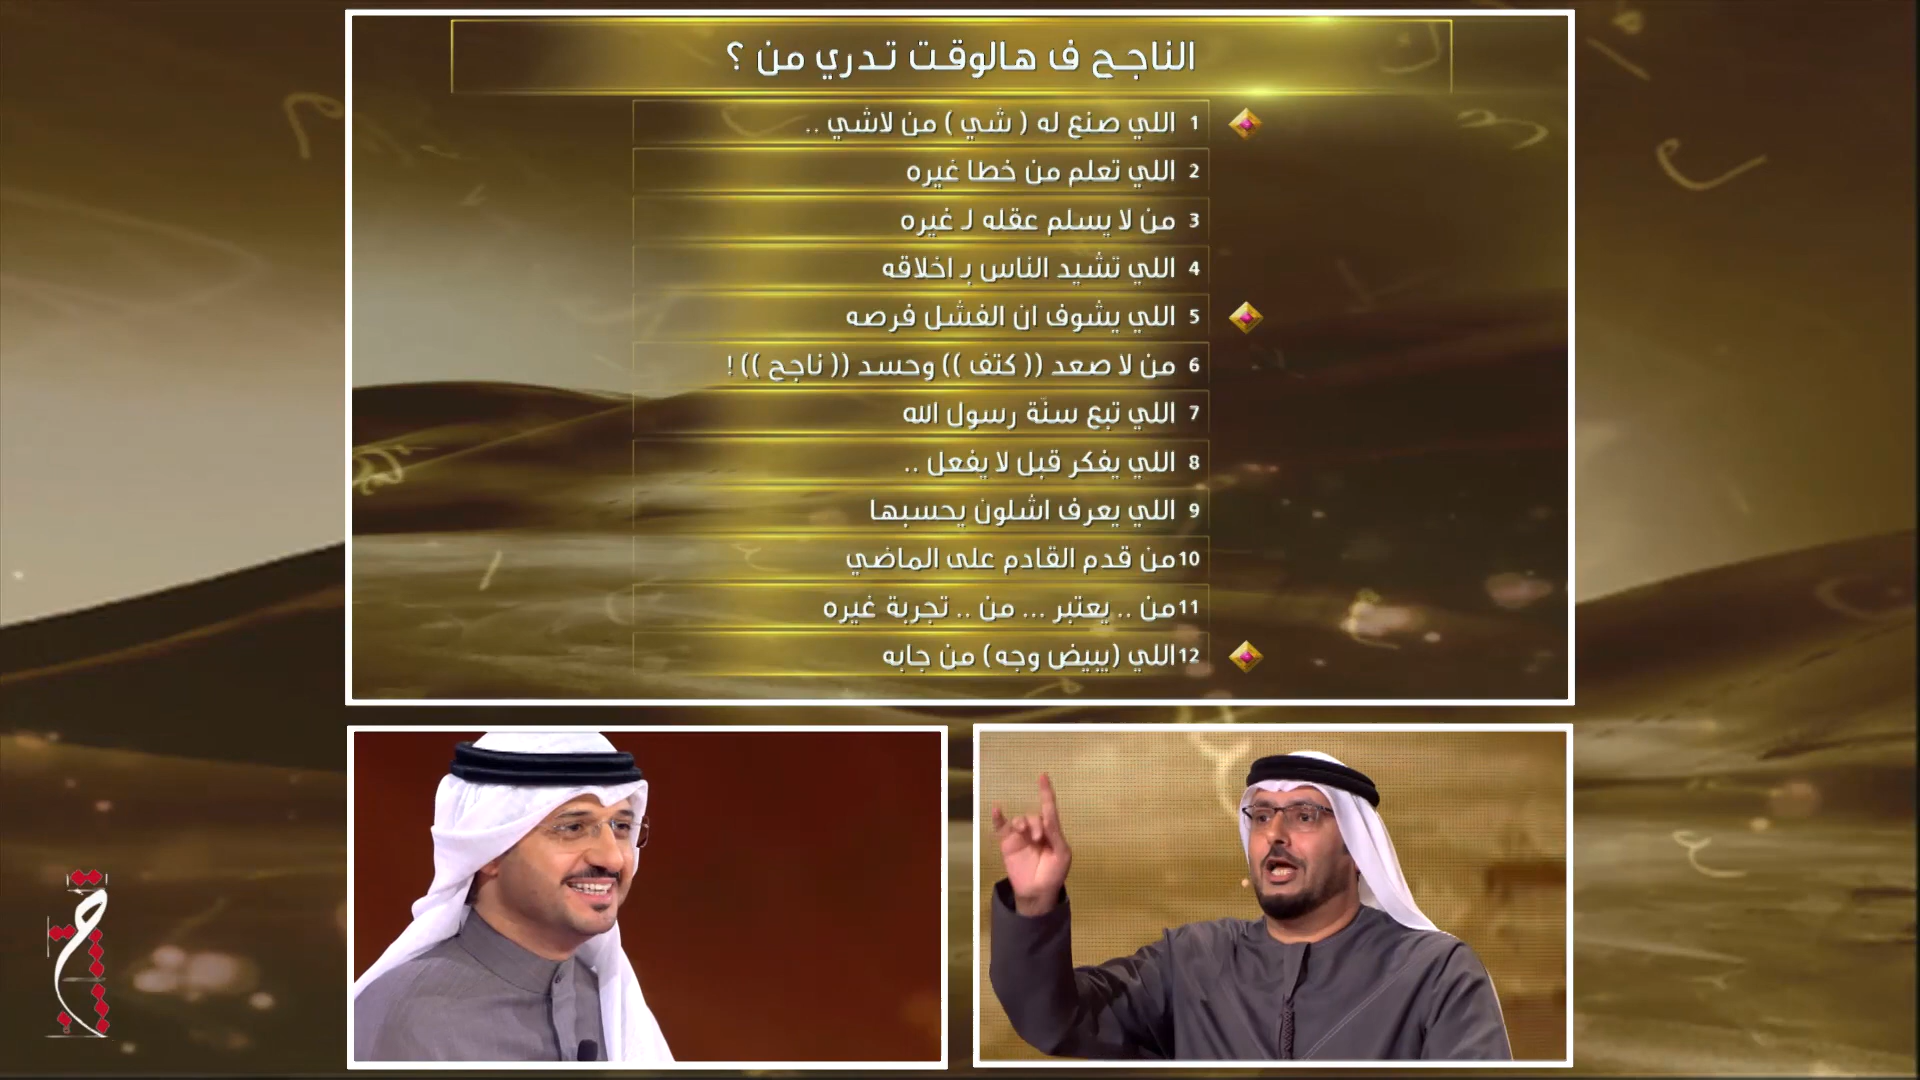 الناجح ف هالوقت تدري من ؟
1 اللي صنع له ( شي ) من لاشي ..
2 اللي تعلم من خطا غيره
3 من لا يسلم عقله لـ غيره
4 اللي تشيد الناس بـ اخلاقه
5 اللي يشوف ان الفشل فرصه
6 من لا صعد (( كتف )) وحسد (( ناجح )) !
7 اللي تبع سنّة رسول الله
8 اللي يفكر قبل لا يفعل ..
9 اللي يعرف اشلون يحسبها
10 من قدم القادم على الماضي
11 من .. يعتبر ... من .. تجربة غيره
12 اللي (يبيض وجه) من جابه